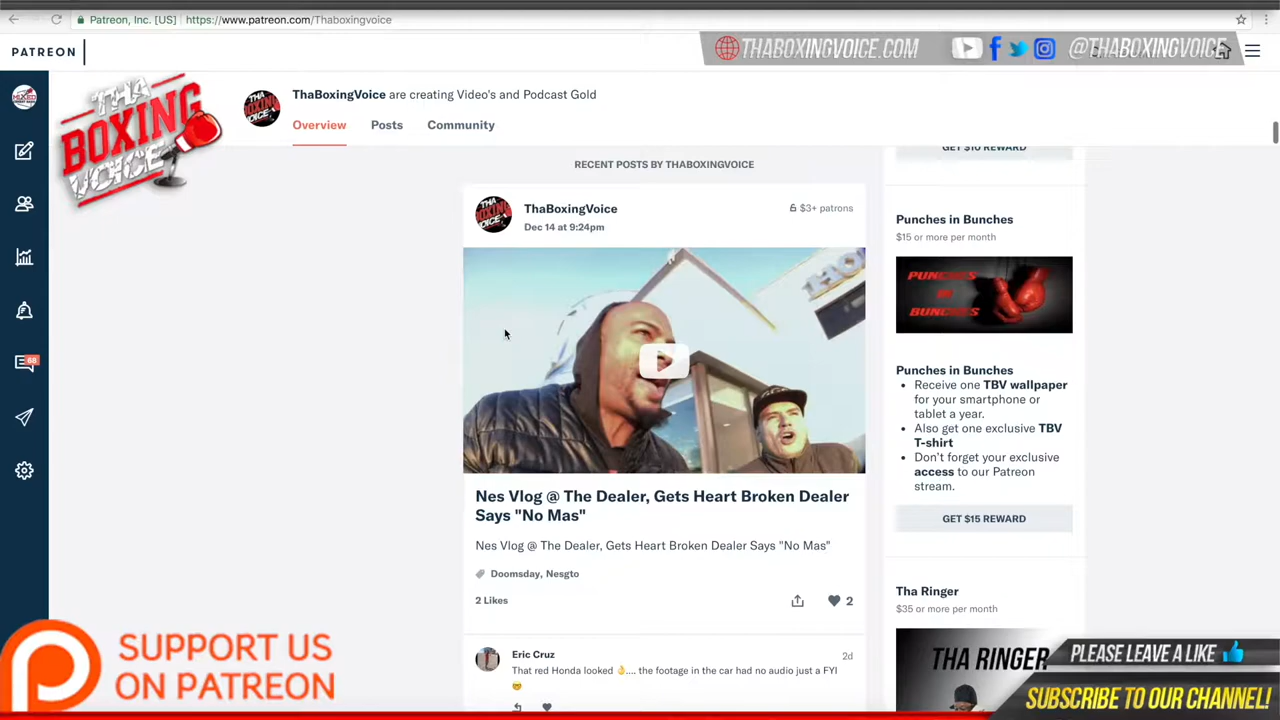 Patreon, Inc. [US]
https://www.patreon.com/Thaboxingvoice
PATREON
THABOXINGVOICE.COM
@THABOXINGVOICE
THA
BOXING
VOICE
ThaBoxingVoice are creating Video's and Podcast Gold
Overview
Posts
Community
RECENT POSTS BY THABOXINGVOICE
GET $10 REWARD
ThaBoxingVoice
$3+ patrons
Dec 14 at 9:24pm
Nes Vlog @ The Dealer, Gets Heart Broken Dealer
Says "No Mas"
Nes Vlog @ The Dealer, Gets Heart Broken Dealer Says "No Mas"
Doomsday, Nesgto
2 Likes
2
Eric Cruz
2d
That red Honda looked 👌.... the footage in the car had no audio just a FYI
Punches in Bunches
$15 or more per month
PUNCHES
IN
BUNCHES
Punches in Bunches
Receive one TBV wallpaper
for your smartphone or
tablet a year.
Also get one exclusive TBV
T-shirt
Don't forget your exclusive
access to our Patreon
stream.
GET $15 REWARD
Tha Ringer
$35 or more per month
THA RINGER
68
SUPPORT US
ON PATREON
PLEASE LEAVE A LIKE
SUBSCRIBE TO OUR CHANNEL!